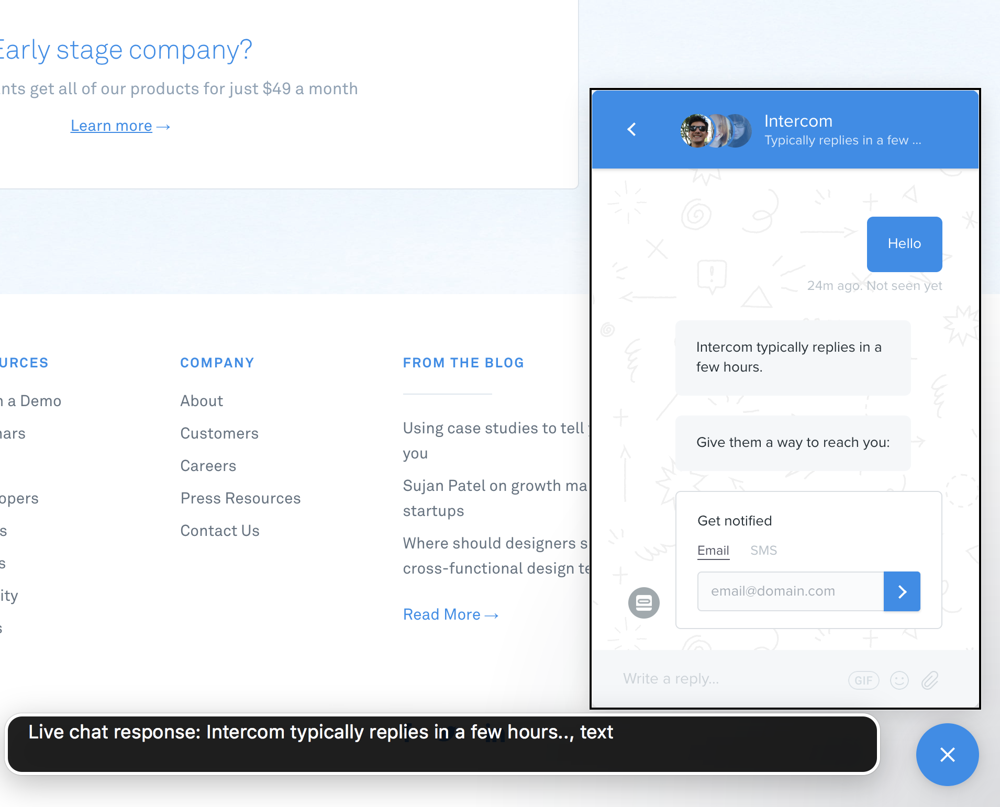 Early stage company?
nts get all of our products for just $49 a month
Learn more →
URCES
a Demo
opers
ity
COMPANY
About
Customers
Careers
Press Resources
Contact Us
FROM THE BLOG
Using case studies to tell
you
Sujan Patel on growth ma
startups
Where should designers s
cross-functional design te
Read More →
Intercom
Typically replies in a few ...
Hello
24m ago. Not seen yet
Intercom typically replies in a
few hours.
Give them a way to reach you:
Get notified
Email SMS
email@domain.com
Write a reply...
GIF
Live chat response: Intercom typically replies in a few hours.., text